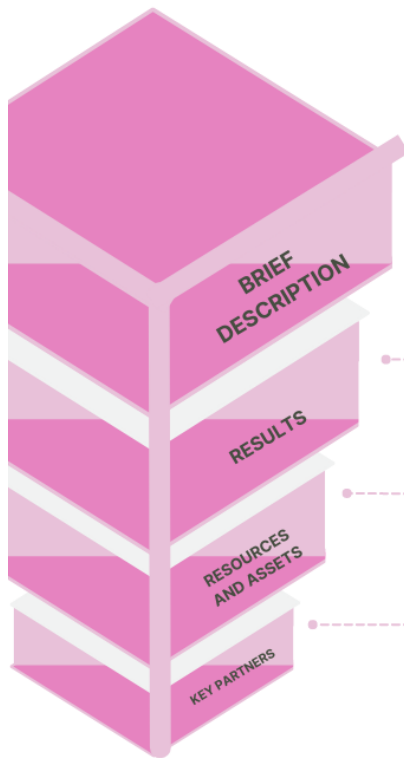 BRIEF
DESCRIPTION
RESULTS
RESOURCES
AND ASSETS
KEY PARTNERS